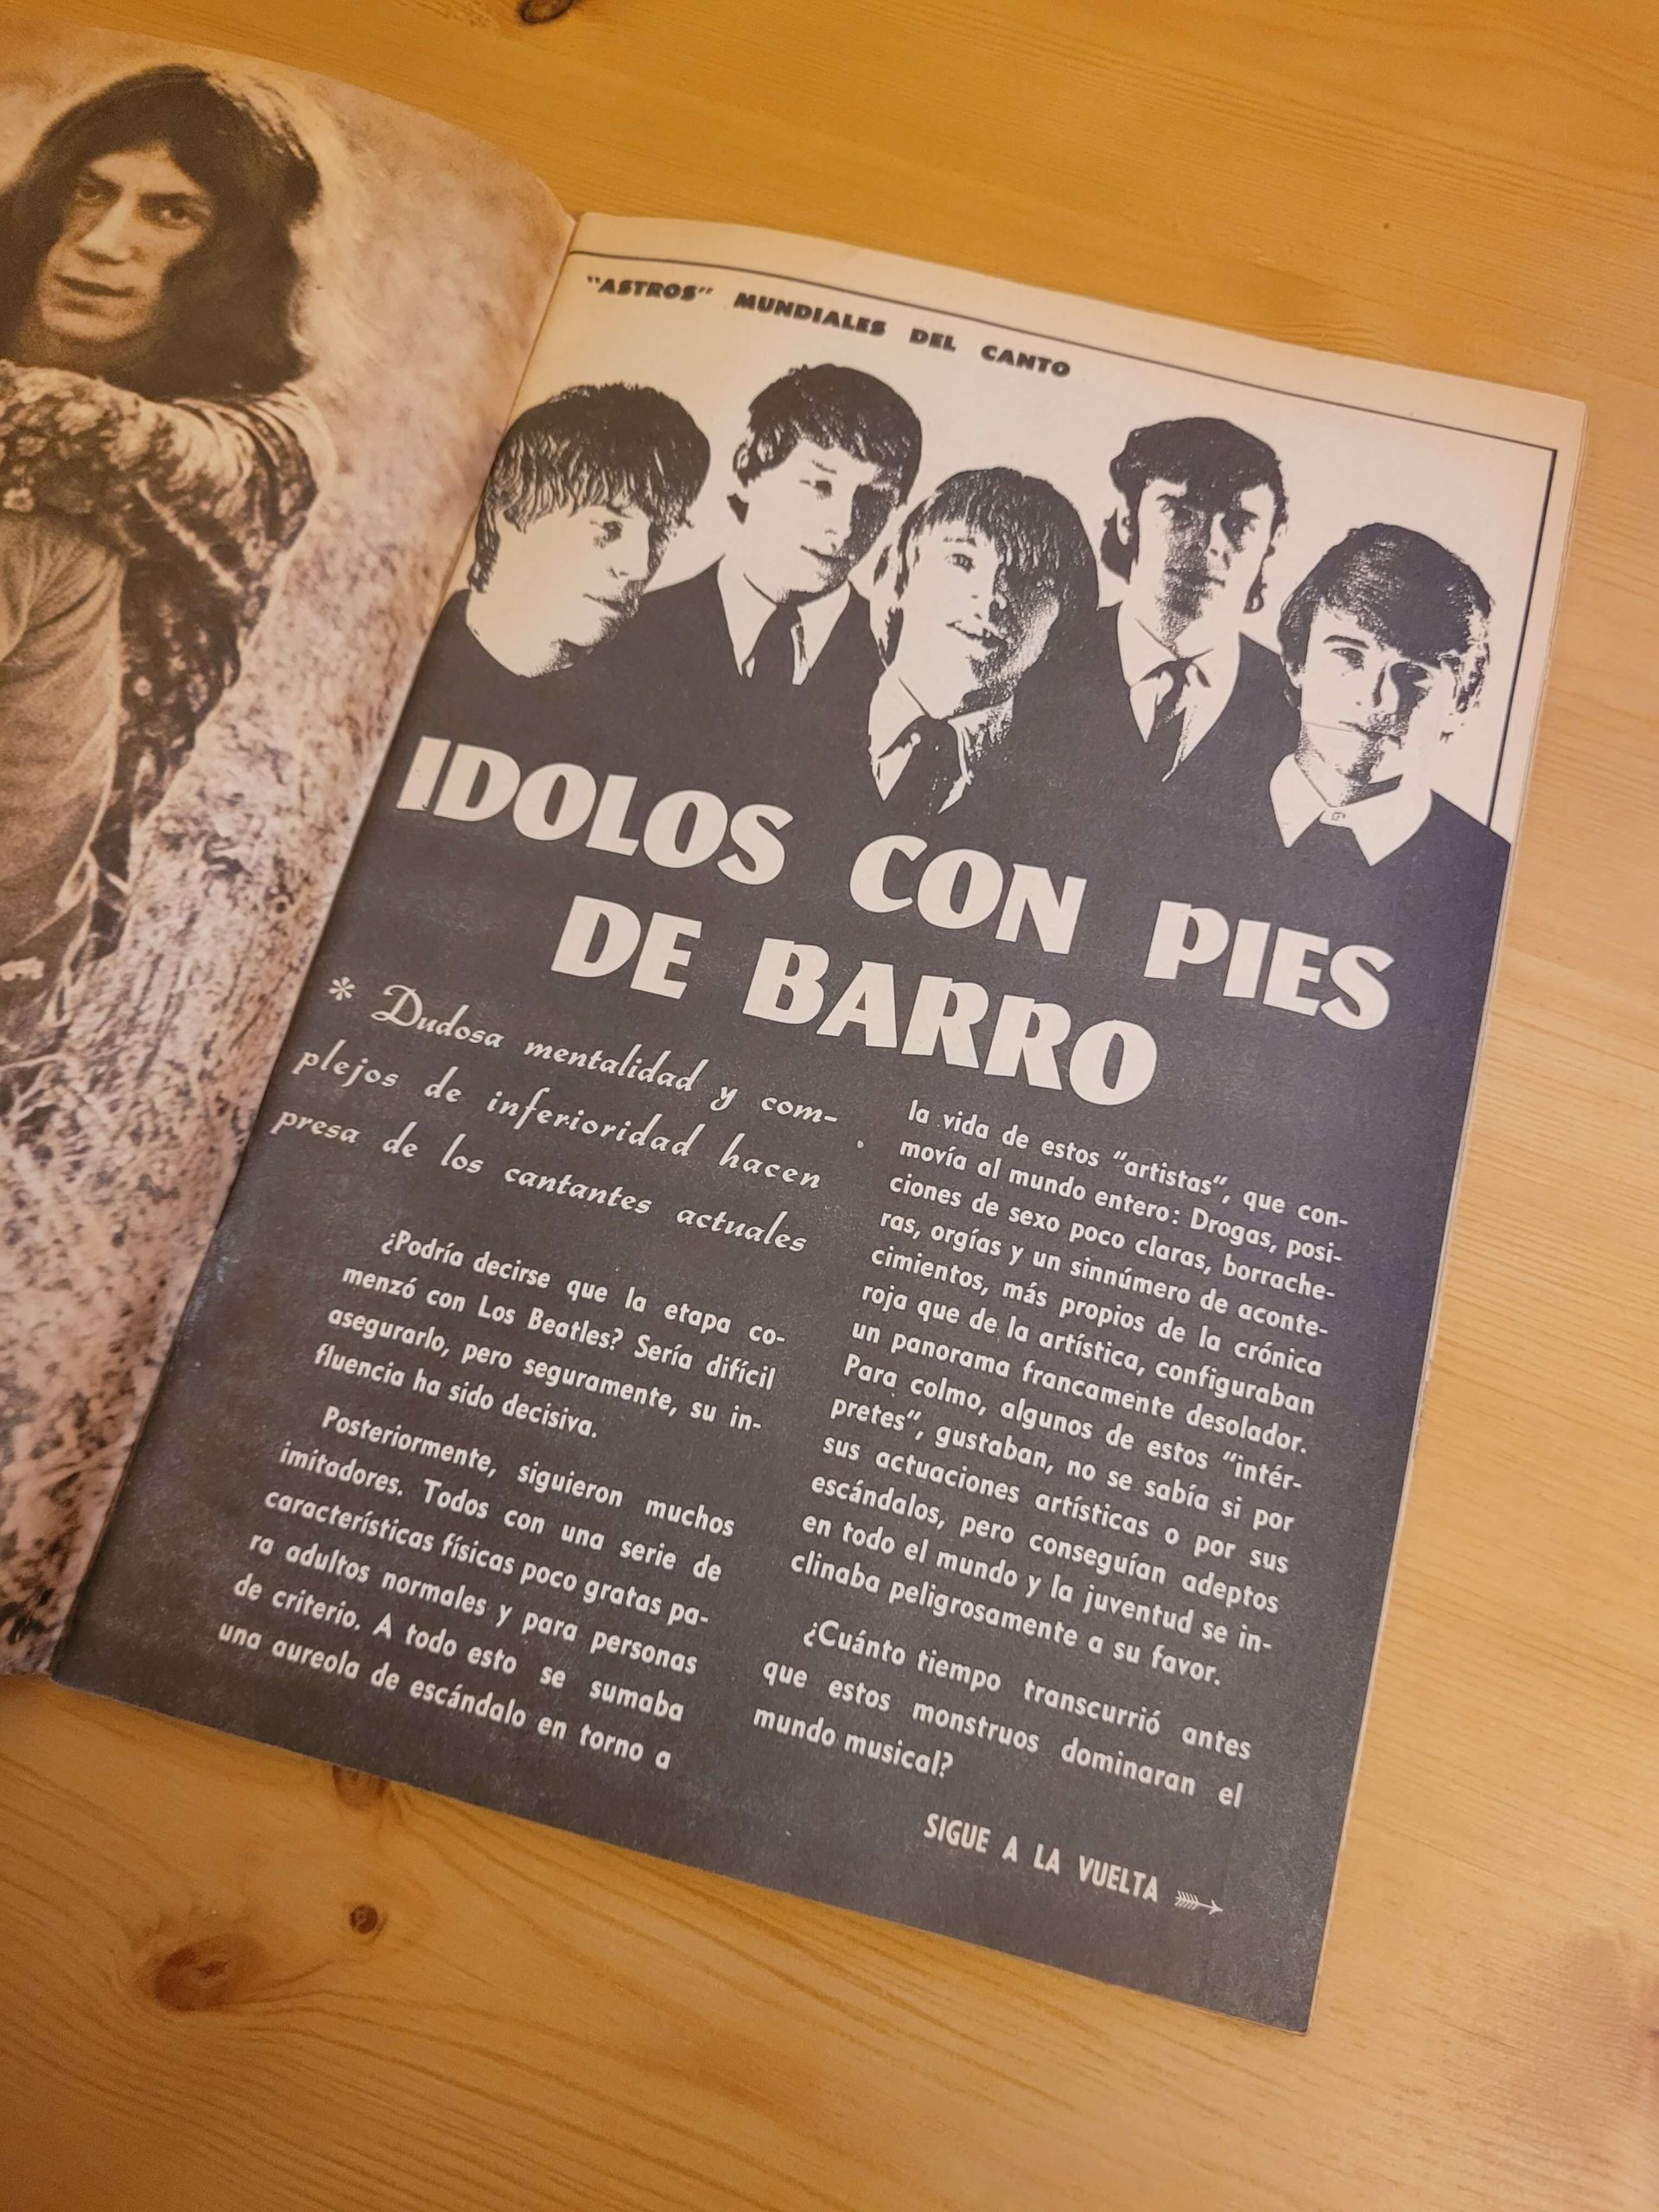 "ASTROS" MUNDIALES DEL CANTO
IDOLOS CON PIES
DE BARRO
* Dudosa mentalidad y com-
plejos de inferioridad hacen
presa de los cantantes actuales
¿Podría decirse que la etapa co-
menzó con Los Beatles? Sería difícil
asegurarlo, pero seguramente, su in-
fluencia ha sido decisiva.
Posteriormente, siguieron muchos
imitadores. Todos con una serie de
características físicas poco gratas pa-
ra adultos normales y para personas
de criterio. A todo esto se sumaba
una aureola de escándalo en torno a
la vida de estos "artistas", que con-
movía al mundo entero: Drogas, posi-
ciones de sexo poco claras, borrache-
ras, orgías y un sinnúmero de aconte-
cimientos, más propios de la crónica
roja que de la artística, configuraban
un panorama francamente desolador.
Para colmo, algunos de estos "intér-
pretes", gustaban, no se sabía si por
sus actuaciones artísticas o por sus
escándalos, pero conseguían adeptos
en todo el mundo y la juventud se in-
clinaba peligrosamente a su favor.
¿Cuánto tiempo transcurrió antes
que estos monstruos dominaran el
mundo musical?
SIGUE A LA VUELTA